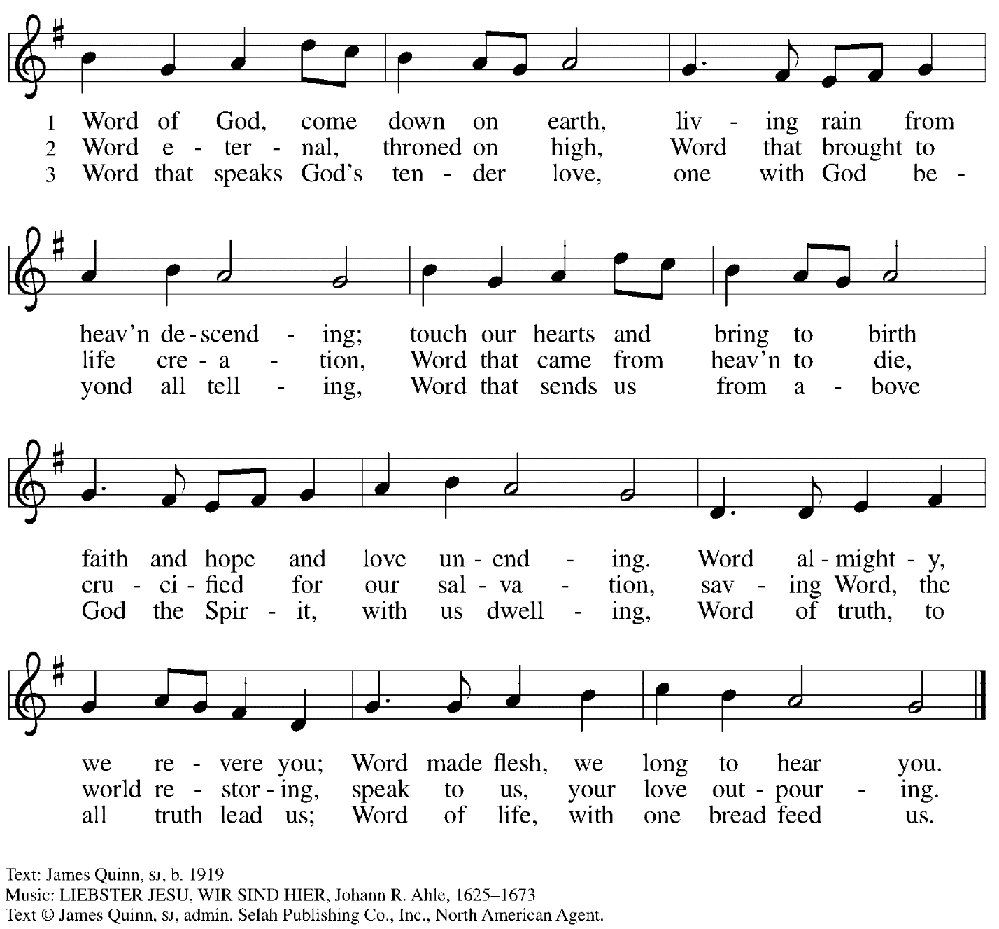 1 Word of God, come down on earth, liv - ing rain from
2 Word e - ter - nal, throned on high, Word that brought to
3 Word that speaks God's ten - der love, one with God be -
heav'n de - scend - ing; touch our hearts and bring to birth
life cre - a - tion, Word that came from heav'n to die,
yond all tell - ing, Word that sends us from a - bove
faith and hope and love un - end - ing. Word al - might - y,
cru - ci - fied for our sal - va - tion, sav - ing Word, the
God the Spir - it, with us dwell - ing, Word of truth, to
we re - vere you; Word made flesh, we long to hear you.
world re - stor - ing, speak to us, your love out - pour - ing.
all truth lead us; Word of life, with one bread feed us.
Text: James Quinn, SJ, b. 1919
Music: LIEBSTER JESU, WIR SIND HIER, Johann R. Ahle, 1625–1673
Text © James Quinn, SJ, admin. Selah Publishing Co., Inc., North American Agent.